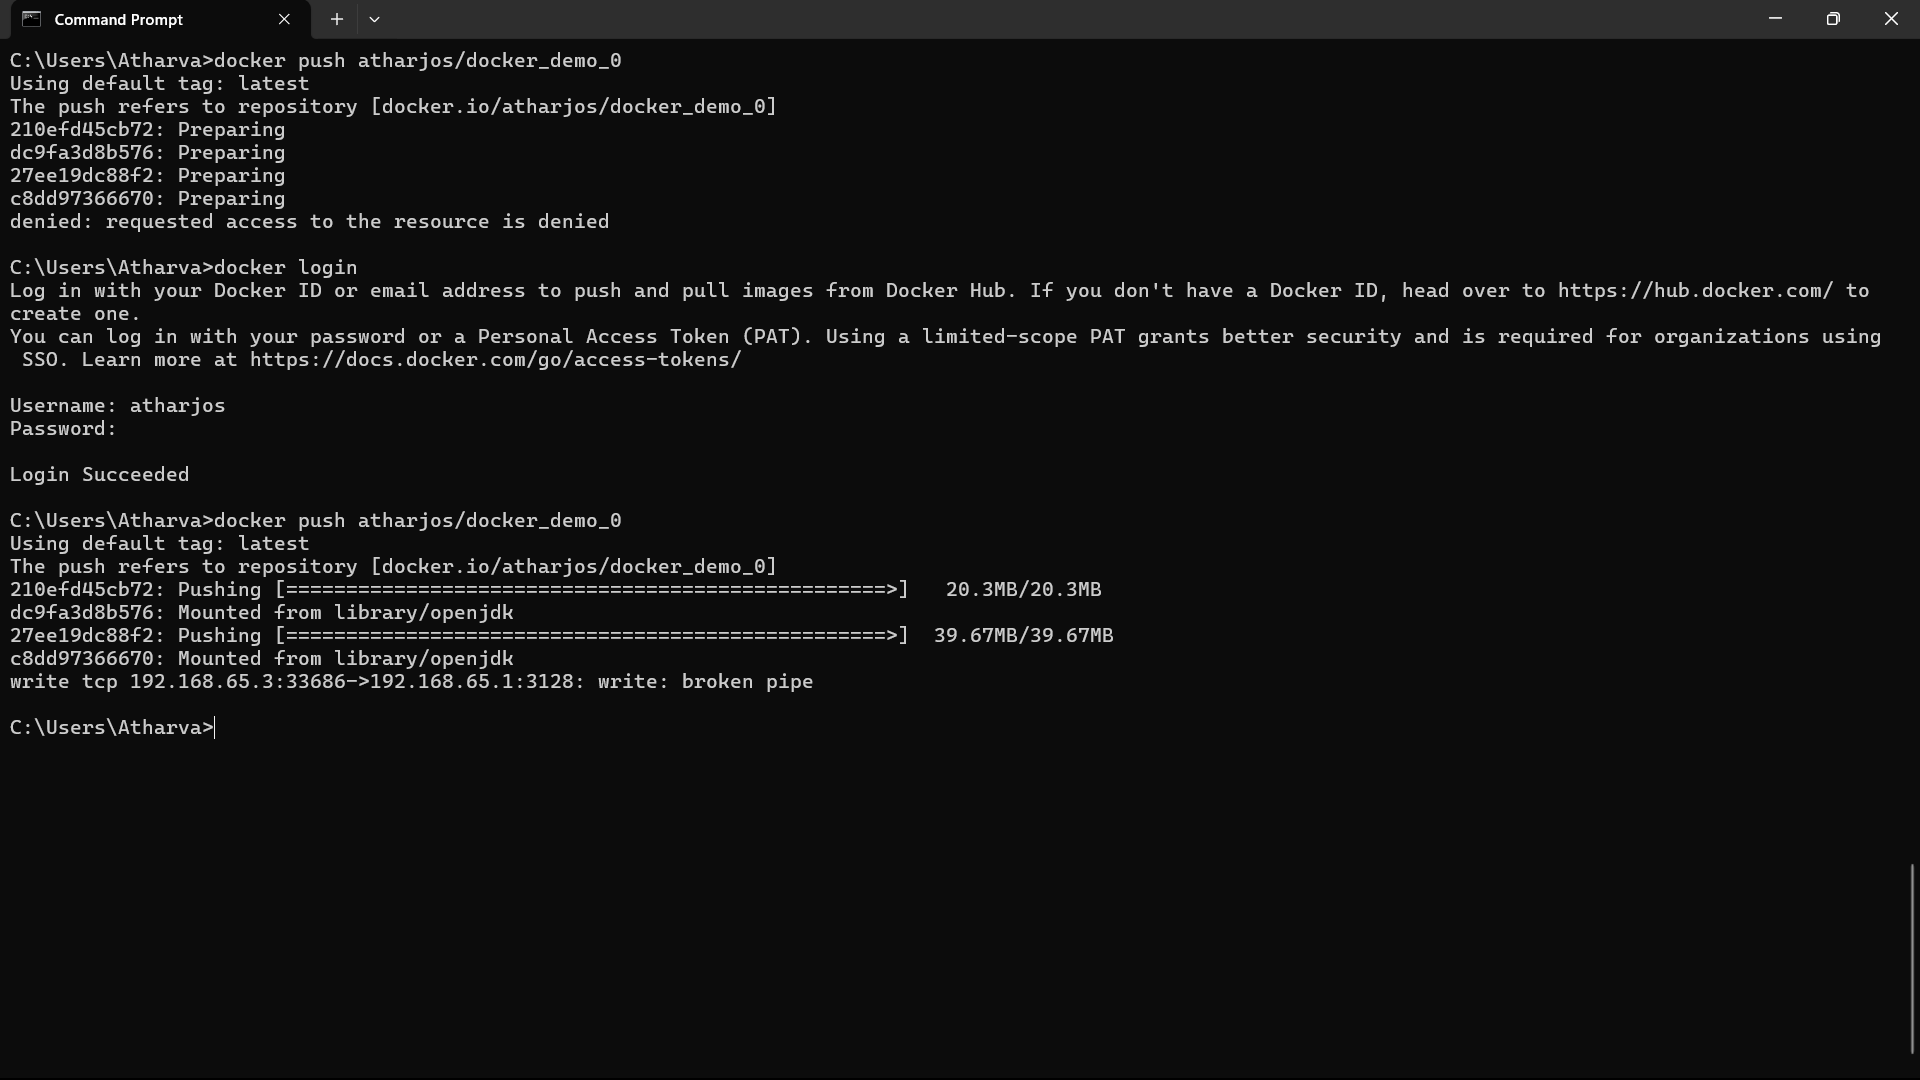 Command Prompt
C:\Users\Atharva>docker push atharjos/docker_demo_0
Using default tag: latest
The push refers to repository [docker.io/atharjos/docker_demo_0]
210efd45cb72: Preparing
dc9fa3d8b576: Preparing
27ee19dc88f2: Preparing
c8dd97366670: Preparing
denied: requested access to the resource is denied
C:\Users\Atharva>docker login
Log in with your Docker ID or email address to push and pull images from Docker Hub. If you don't have a Docker ID, head over to https://hub.docker.com/ to
create one.
You can log in with your password or a Personal Access Token (PAT). Using a limited-scope PAT grants better security and is required for organizations using
SSO. Learn more at https://docs.docker.com/go/access-tokens/
Username: atharjos
Password:
Login Succeeded
C:\Users\Atharva>docker push atharjos/docker_demo_0
Using default tag: latest
The push refers to repository [docker.io/atharjos/docker_demo_0]
210efd45cb72: Pushing [==================================================>]   20.3MB/20.3MB
dc9fa3d8b576: Mounted from library/openjdk
27ee19dc88f2: Pushing [==================================================>]  39.67MB/39.67MB
c8dd97366670: Mounted from library/openjdk
write tcp 192.168.65.3:33686->192.168.65.1:3128: write: broken pipe
C:\Users\Atharva>